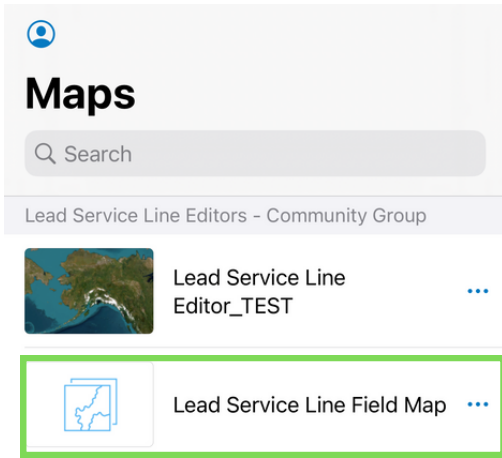 Maps
Search
Lead Service Line Editors - Community Group
Lead Service Line
Editor_TEST
Lead Service Line Field Map